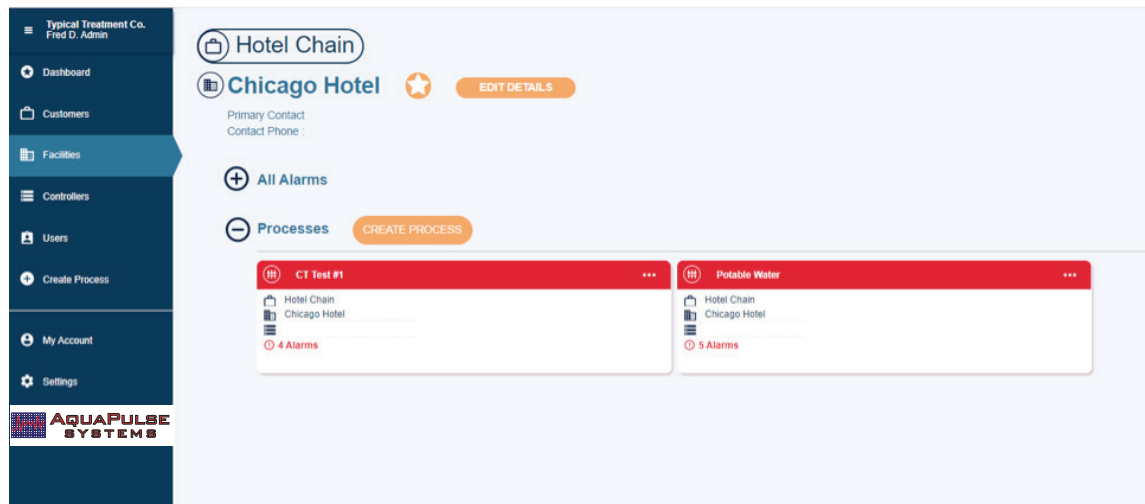 Typical Treatment Co.
Fred D. Admin
Dashboard
Customers
Facilities
Controllers
Users
Create Process
My Account
Settings
AQUAPULSE
SYSTEMS
Hotel Chain
Chicago Hotel
EDIT DETAILS
Primary Contact
Contact Phone :
All Alarms
Processes
CREATE PROCESS
CT Test #1
Hotel Chain
Chicago Hotel
4 Alarms
Potable Water
Hotel Chain
Chicago Hotel
5 Alarms